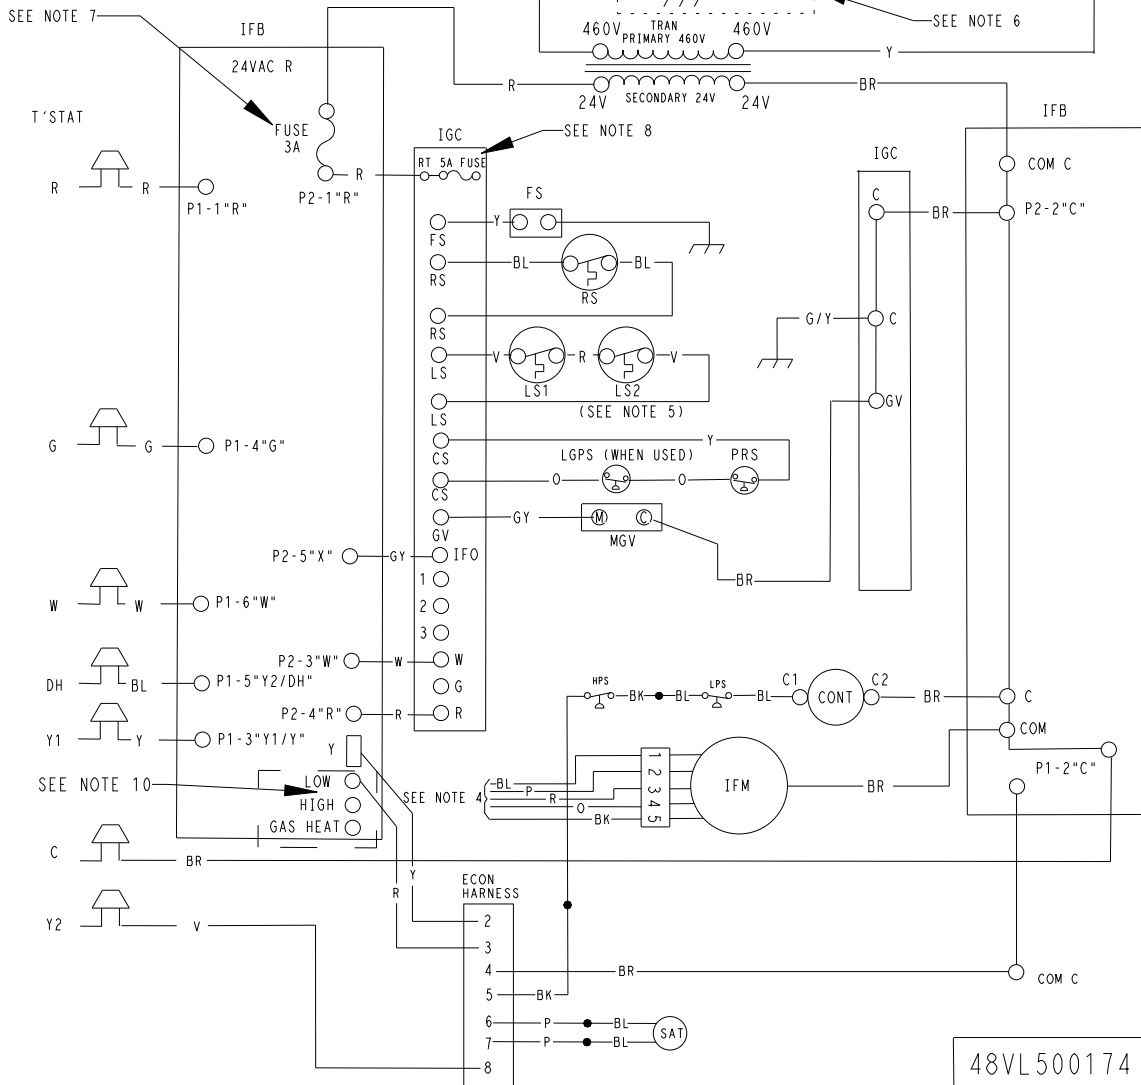 SEE NOTE 7
SEE NOTE 6
460V
TRAN
PRIMARY 460V
460V
Y
IFB
24VAC R
R
24V
SECONDARY 24V
24V
BR
IFB
T'STAT
FUSE
3A
IGC
SEE NOTE 8
IGC
COM C
RT 5A FUSE
R
R
P1-1"R"
P2-1"R"
R
FS
C
BR
P2-2"C"
FS
Y
BL
BL
RS
RS
RS
G/Y
C
LS
V
R
V
LS1
LS2
(SEE NOTE 5)
LS
GV
G
G
P1-4"G"
CS
Y
LGPS (WHEN USED)
PRS
O
O
CS
GV
GY
M
C
MGV
P2-5"X"
GY
IFO
BR
1
2
3
W
W
P1-6"W"
P2-3"W"
W
W
DH
BL
P1-5"Y2/DH"
G
HPS
BK
BL
LPS
BL
C1
CONT
C2
BR
C
P2-4"R"
R
R
Y1
Y
P1-3"Y1/Y"
Y
COM
SEE NOTE 10
LOW
HIGH
GAS HEAT
SEE NOTE 4
BL
P
R
O
BK
1
2
3
4
5
IFM
BR
P1-2"C"
C
BR
Y
R
ECON
HARNESS
Y2
V
2
3
4
BR
COM C
5
BK
6
P
BL
SAT
7
P
BL
8
48VL500174